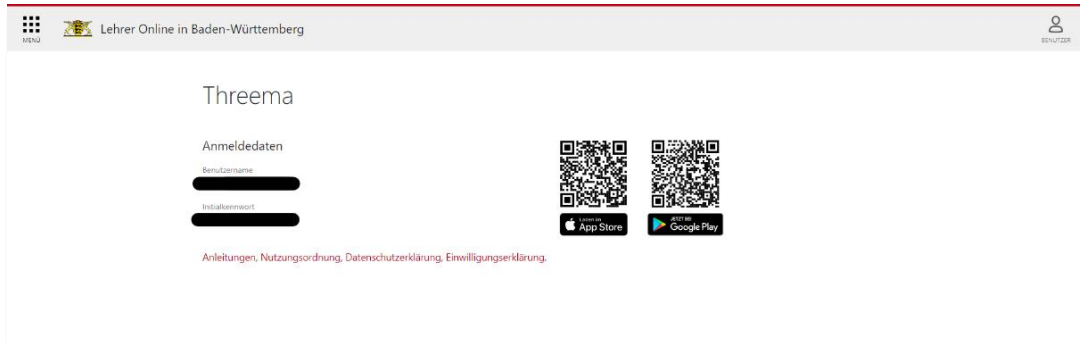 MENÜ
Lehrer Online in Baden-Württemberg
BENUTZER
Threema
Anmeldedaten
Benutzername
Initialkennwort
Laden im
App Store
JETZT BEI
Google Play
Anleitungen, Nutzungsordnung, Datenschutzerklärung, Einwilligungserklärung.